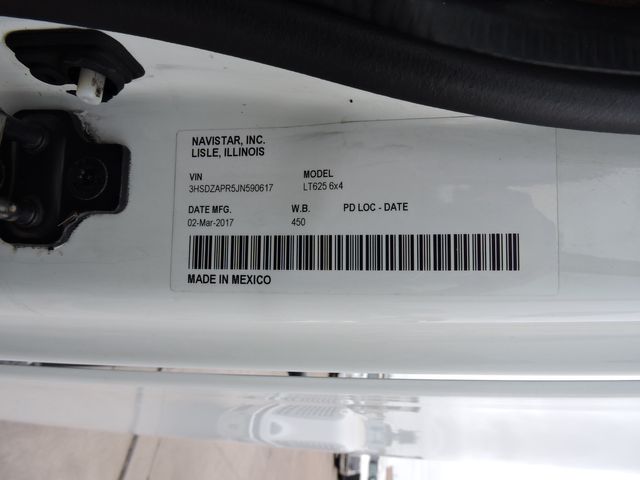 NAVISTAR, INC.
LISLE, ILLINOIS
VIN MODEL
3HSDZAPR5JN590617 LT625 6x4
DATE MFG. W.B. PD LOC - DATE
02-Mar-2017 450
MADE IN MEXICO